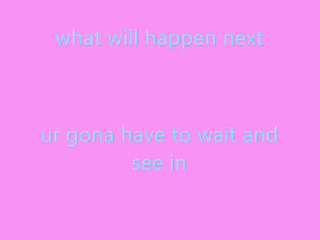 what will happen next
ur gona have to wait and
see in